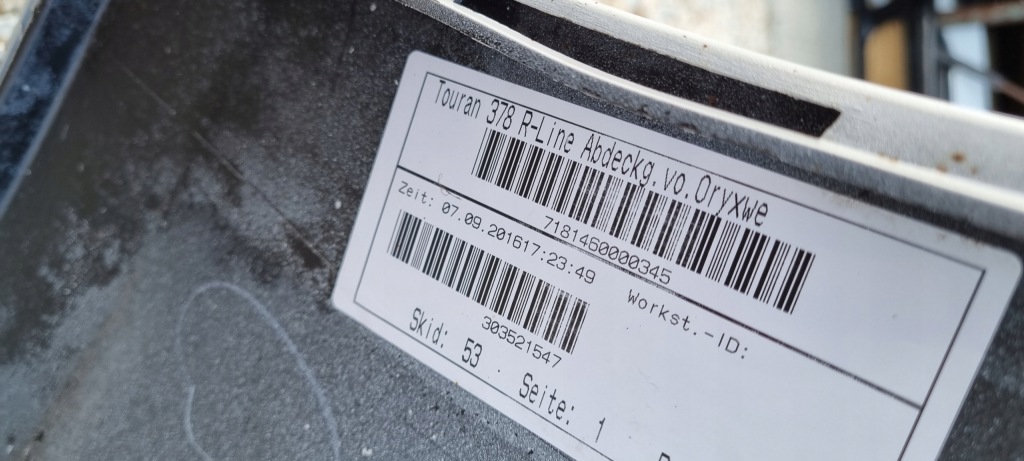 Touran 378 R-Line Abdeckg.vo.Oryxwe
7181460000345
Zeit: 07.09.201617:23:49
Workst.-ID:
303521547
Skid: 53 . Seite: 1